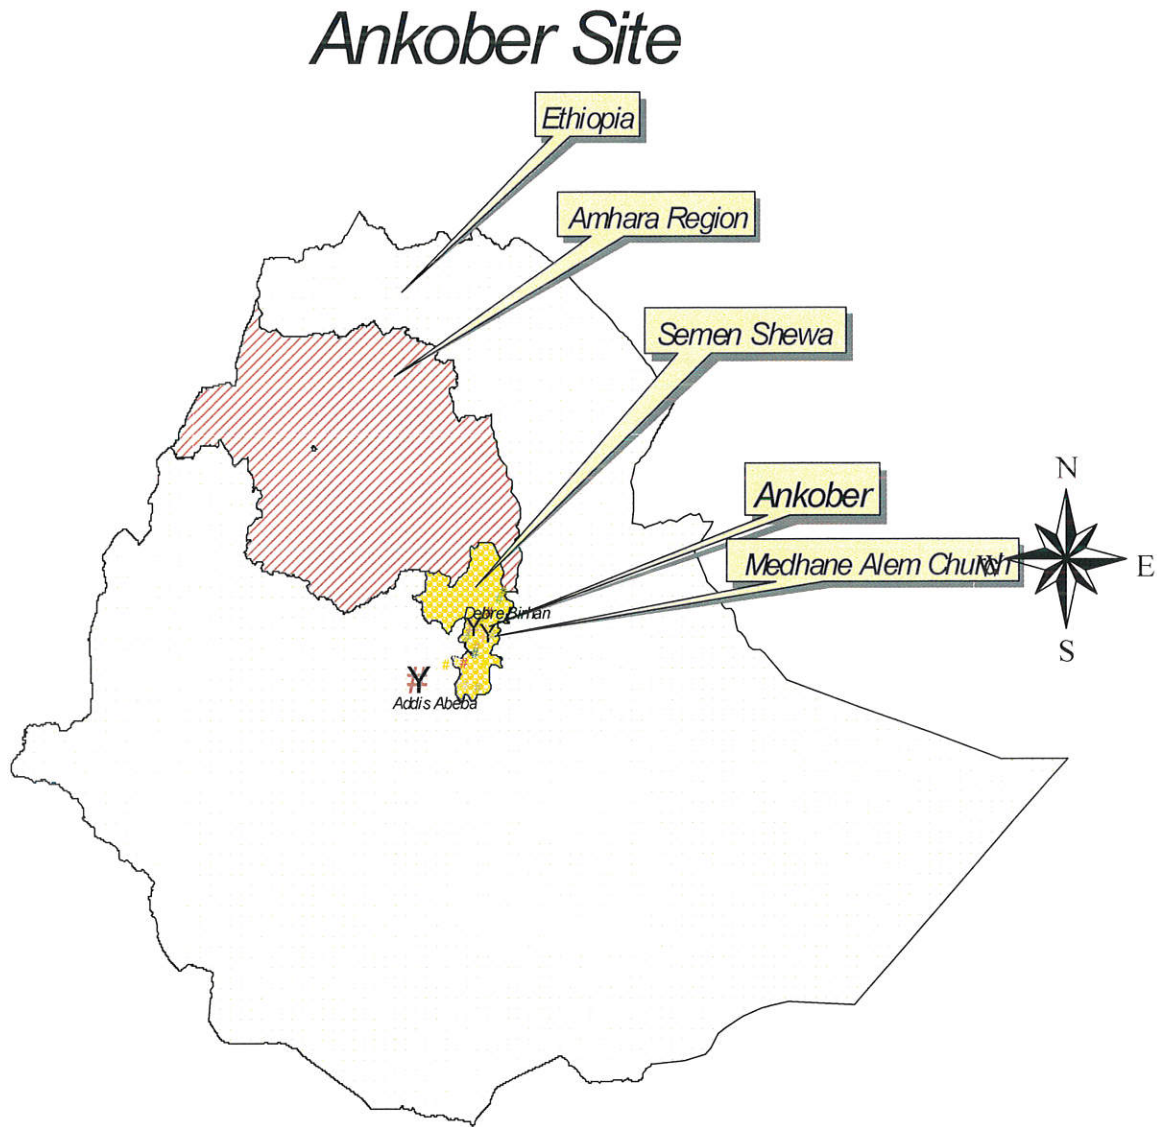 Ankober Site
Ethiopia
Amhara Region
Semen Shewa
Ankober
N
Medhane Alem Church
W
E
Debre Birhan
S
Addis Abeba